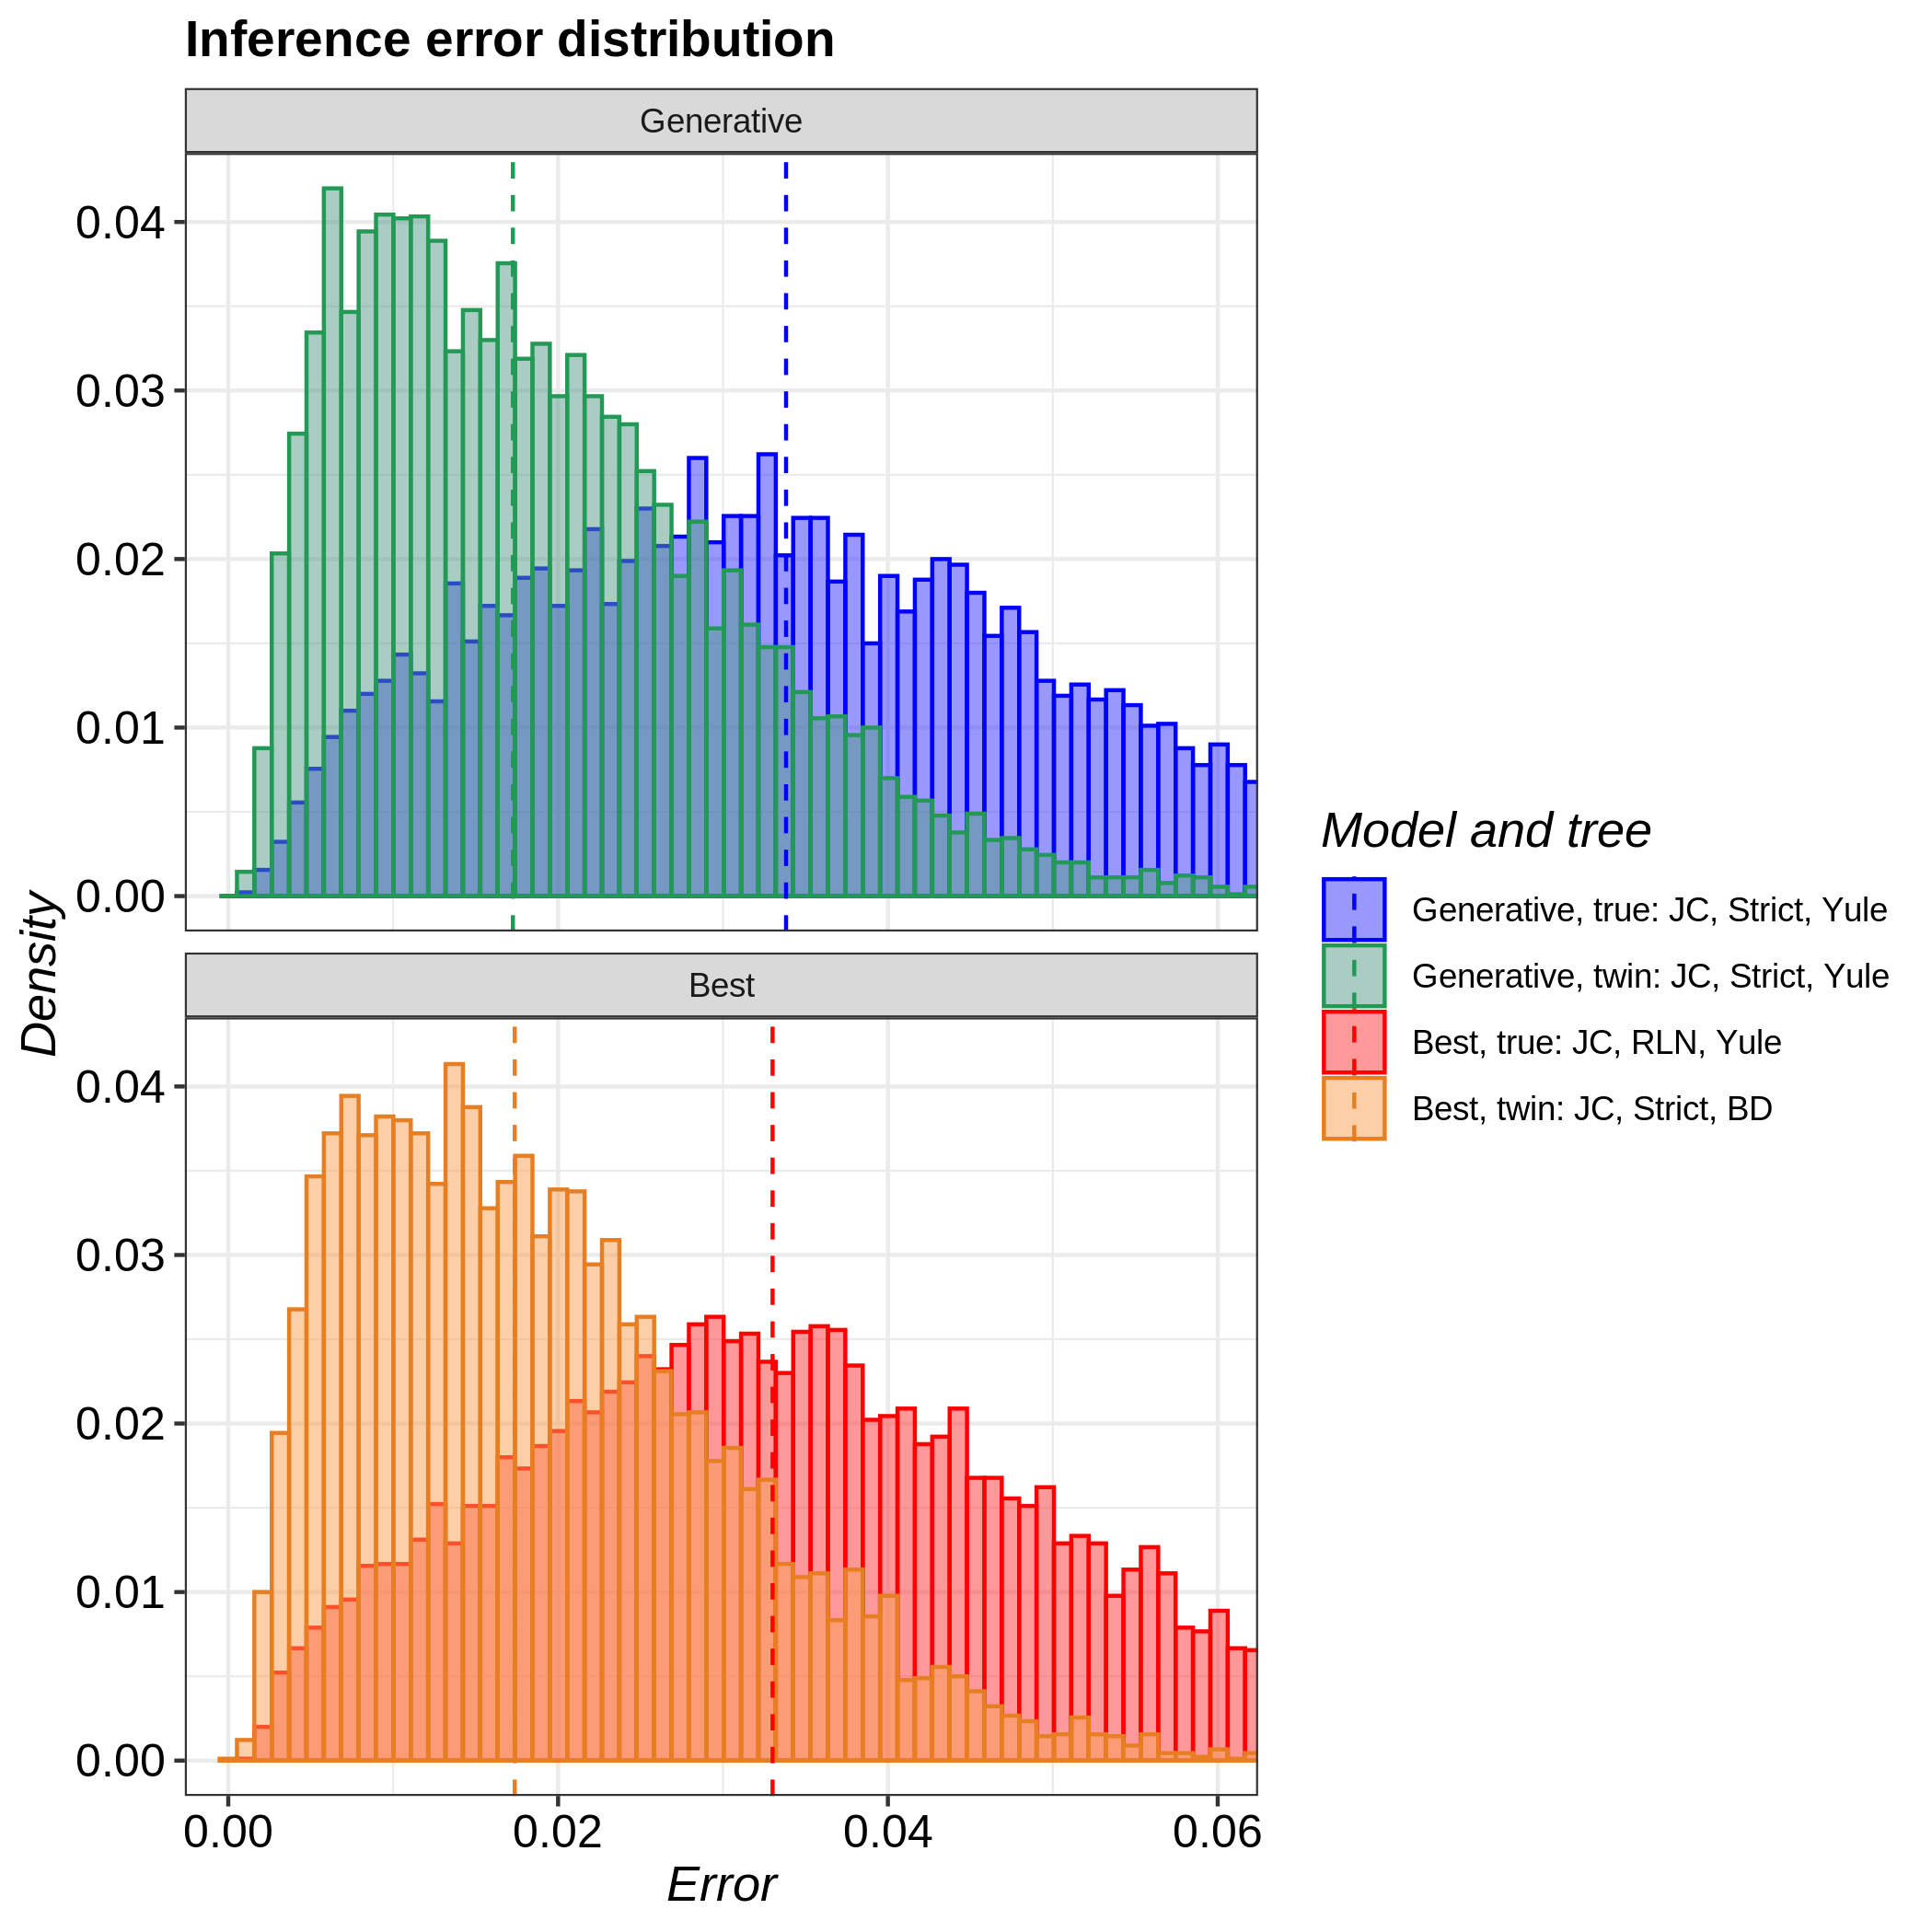 Inference error distribution
Generative
0.04
0.03
0.02
0.01
0.00
Density
Best
0.04
0.03
0.02
0.01
0.00
0.00 0.02 0.04 0.06
Error
Model and tree
Generative, true: JC, Strict, Yule
Generative, twin: JC, Strict, Yule
Best, true: JC, RLN, Yule
Best, twin: JC, Strict, BD